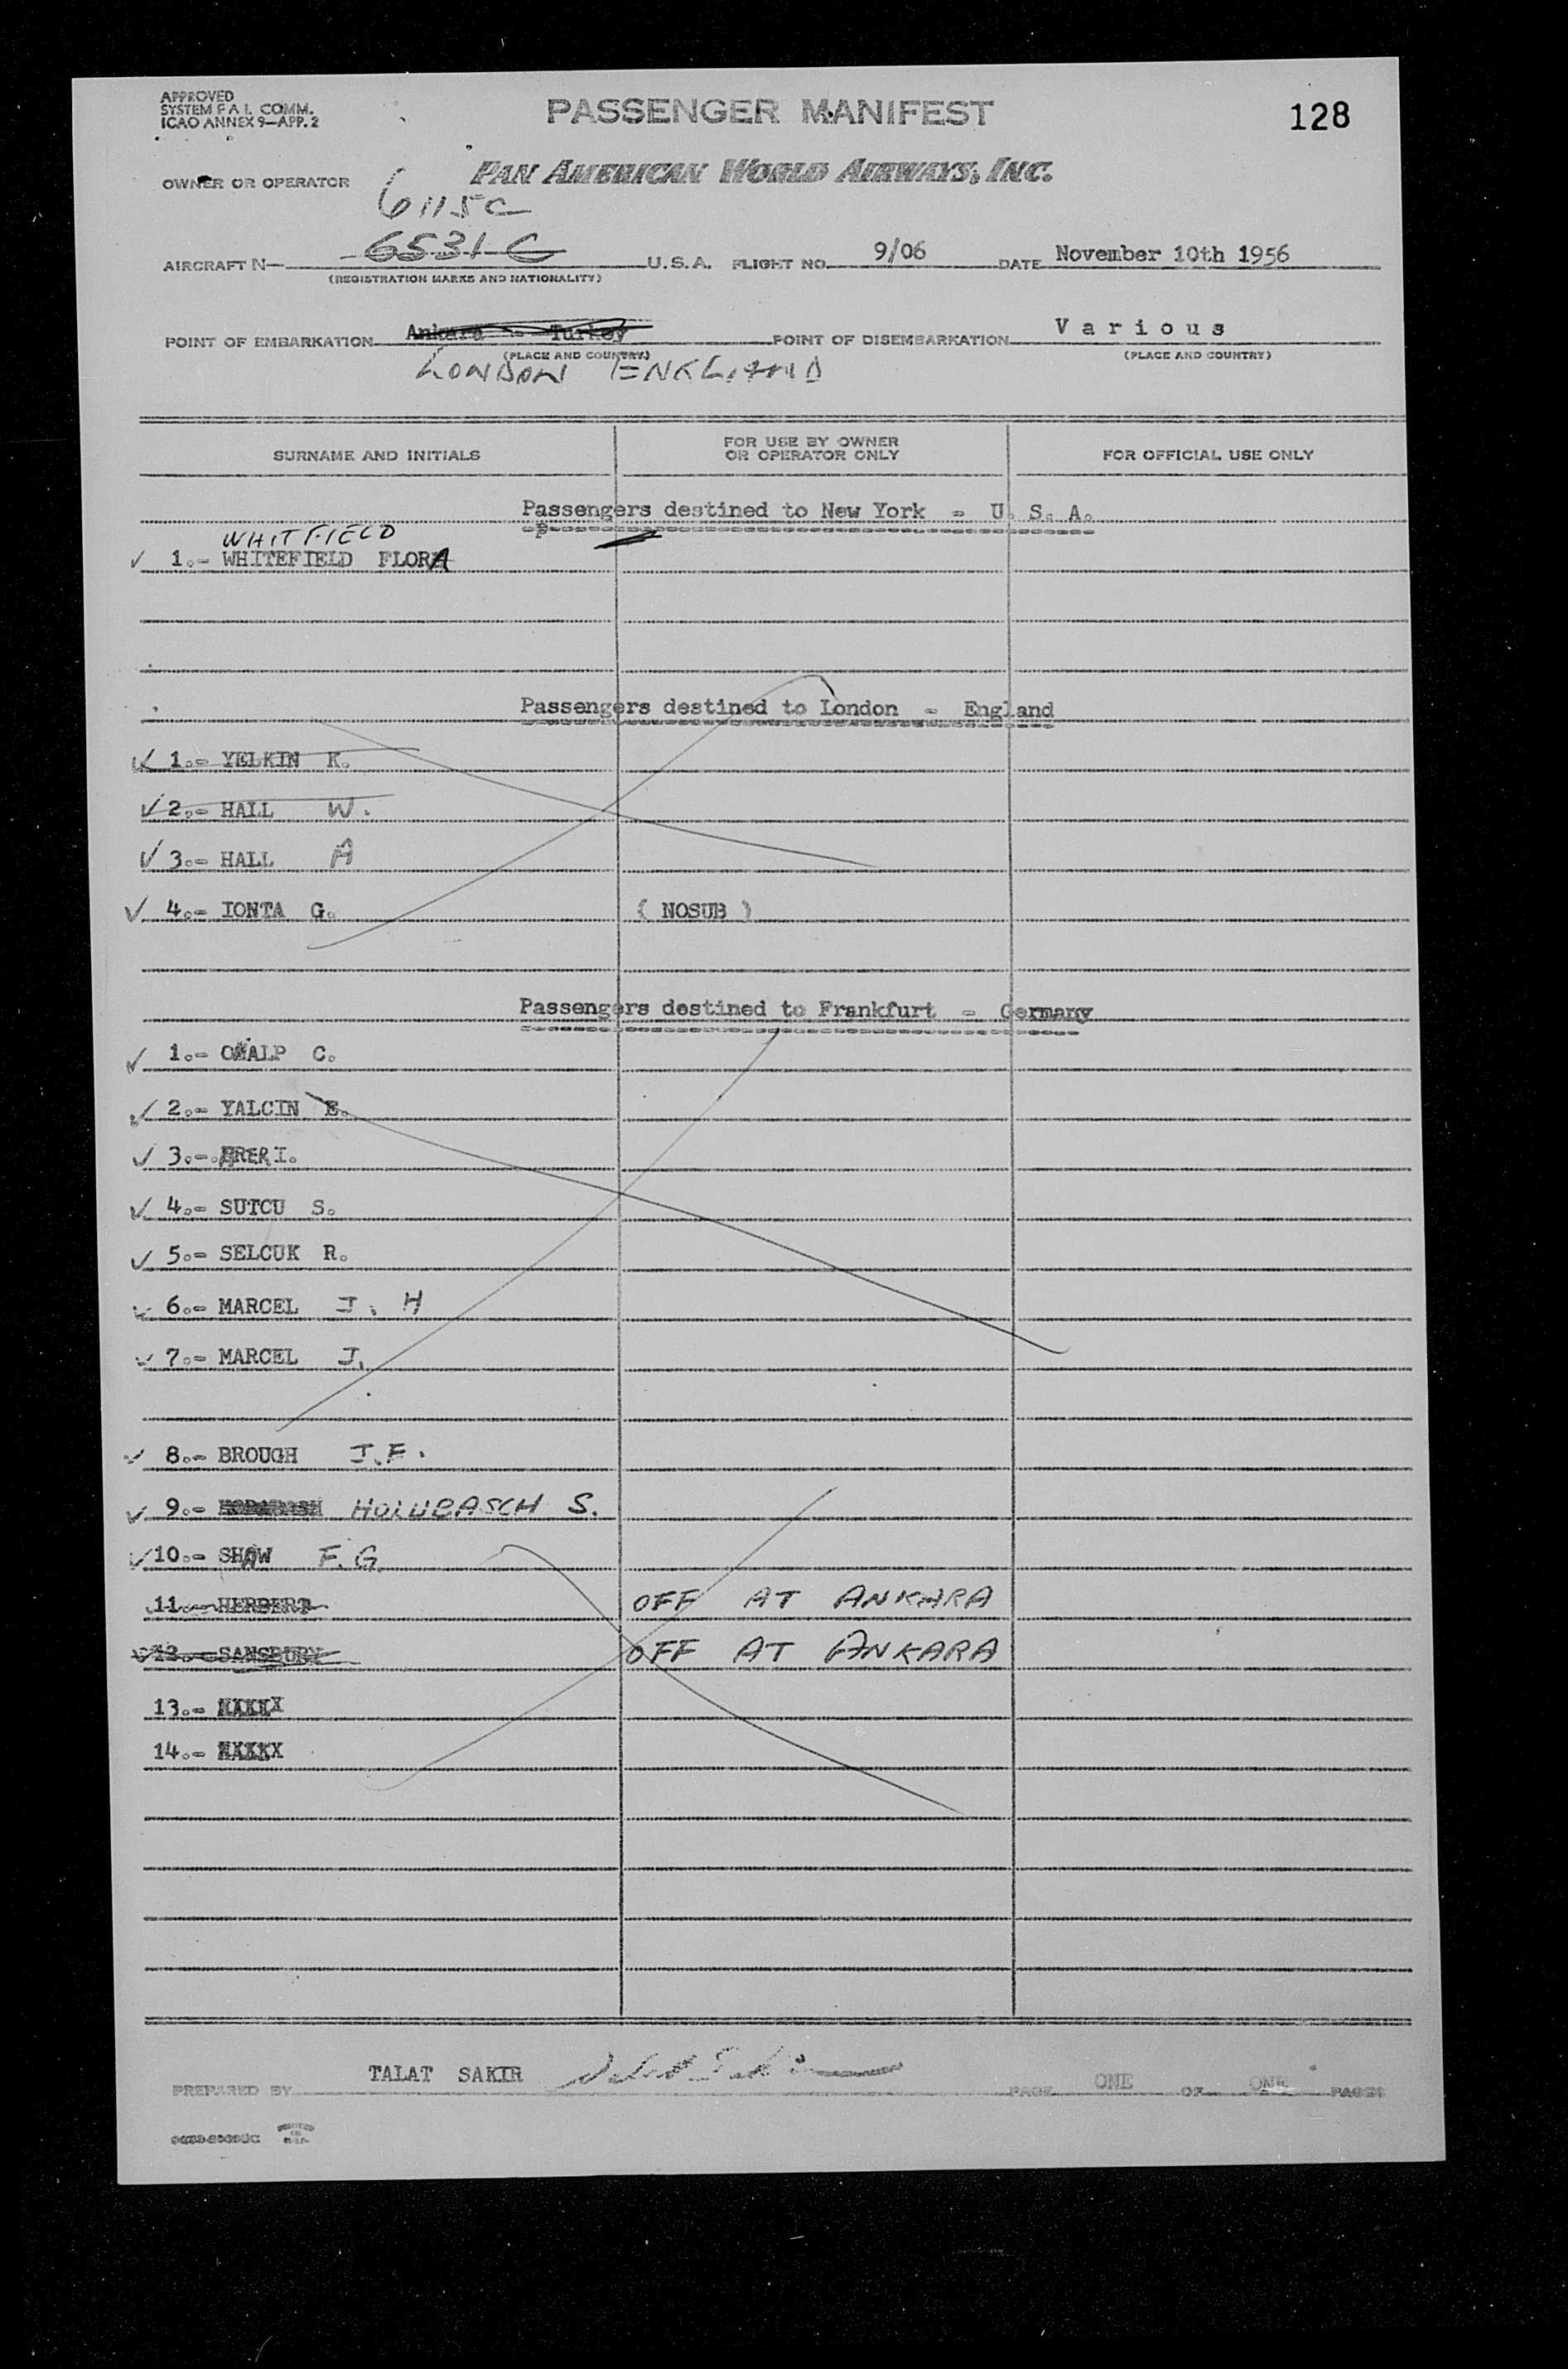 APPROVED
SYSTEM F A L COMM.
ICAO ANNEX 9—APP. 2
PASSENGER MANIFEST
128
OWNER OR OPERATOR
PAN AMERICAN WORLD AIRWAYS, INC.
6115C
AIRCRAFT N— 6531 C U.S.A. FLIGHT NO. 9/06 DATE November 10th 1956
(REGISTRATION MARKS AND NATIONALITY)
POINT OF EMBARKATION Ankara - Turkey POINT OF DISEMBARKATION Various
(PLACE AND COUNTRY) (PLACE AND COUNTRY)
LONDON ENGLAND
SURNAME AND INITIALS
FOR USE BY OWNER
OR OPERATOR ONLY
FOR OFFICIAL USE ONLY
Passengers destined to New York - U. S. A.
WHITFIELD
1.- WHITEFIELD FLORA
Passengers destined to London - England
1.- YELKIN K.
2.- HALL W.
3.- HALL A
4.- IONTA G. ( NOSUB )
Passengers destined to Frankfurt - Germany
1.- C. 
2.- YALCIN E.
3.- I.
4.- SUTCU S.
5.- SELCUK R.
6.- MARCEL J. H
7.- MARCEL J.
8.- BROUGH J.F.
9.- HOLUBASCH S.
10.- SHAW F.G.
11.- HERBERT OFF AT ANKARA
12.- SANSBURY OFF AT ANKARA
13.-
14.-
PREPARED BY TALAT SAKIR PAGE ONE OF ONE PAGES